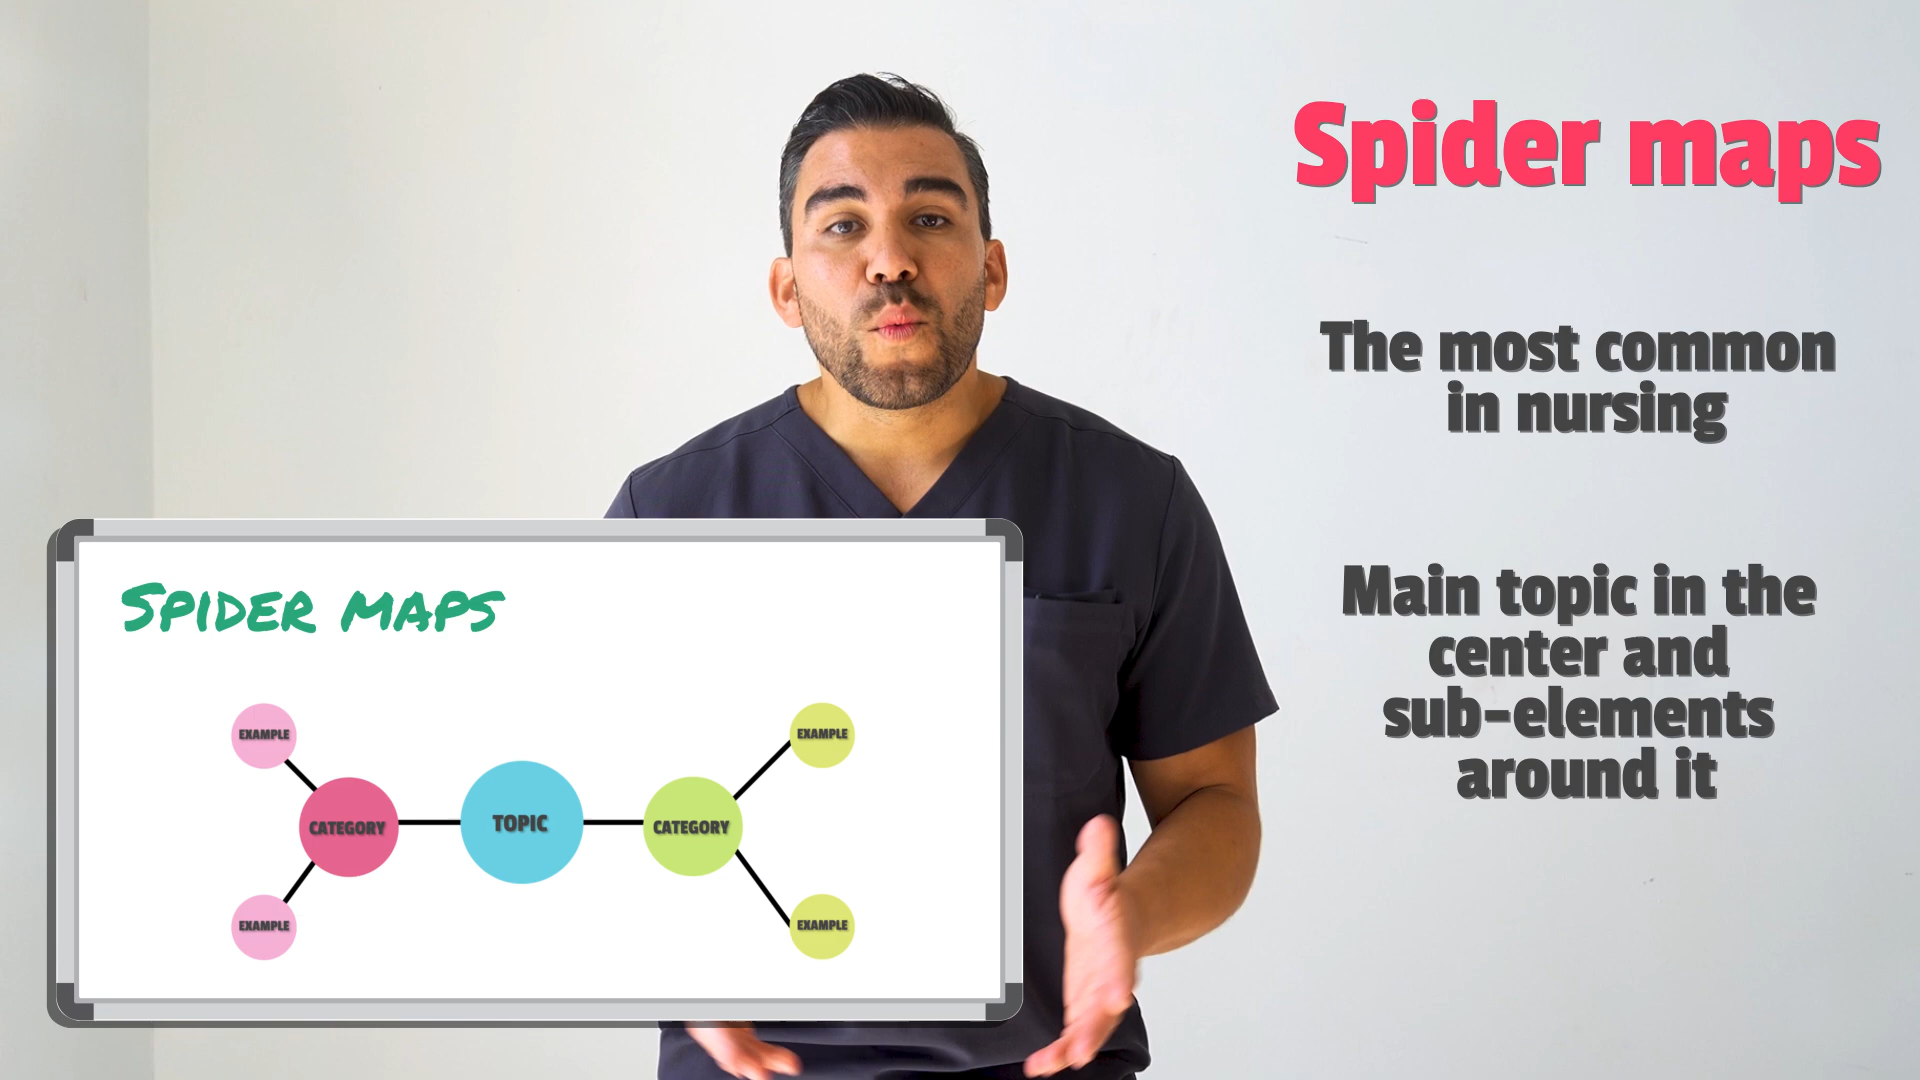 Spider maps
The most common
in nursing
Main topic in the
center and
sub-elements
around it
SPIDER MAPS
EXAMPLE
EXAMPLE
CATEGORY
TOPIC
CATEGORY
EXAMPLE
EXAMPLE